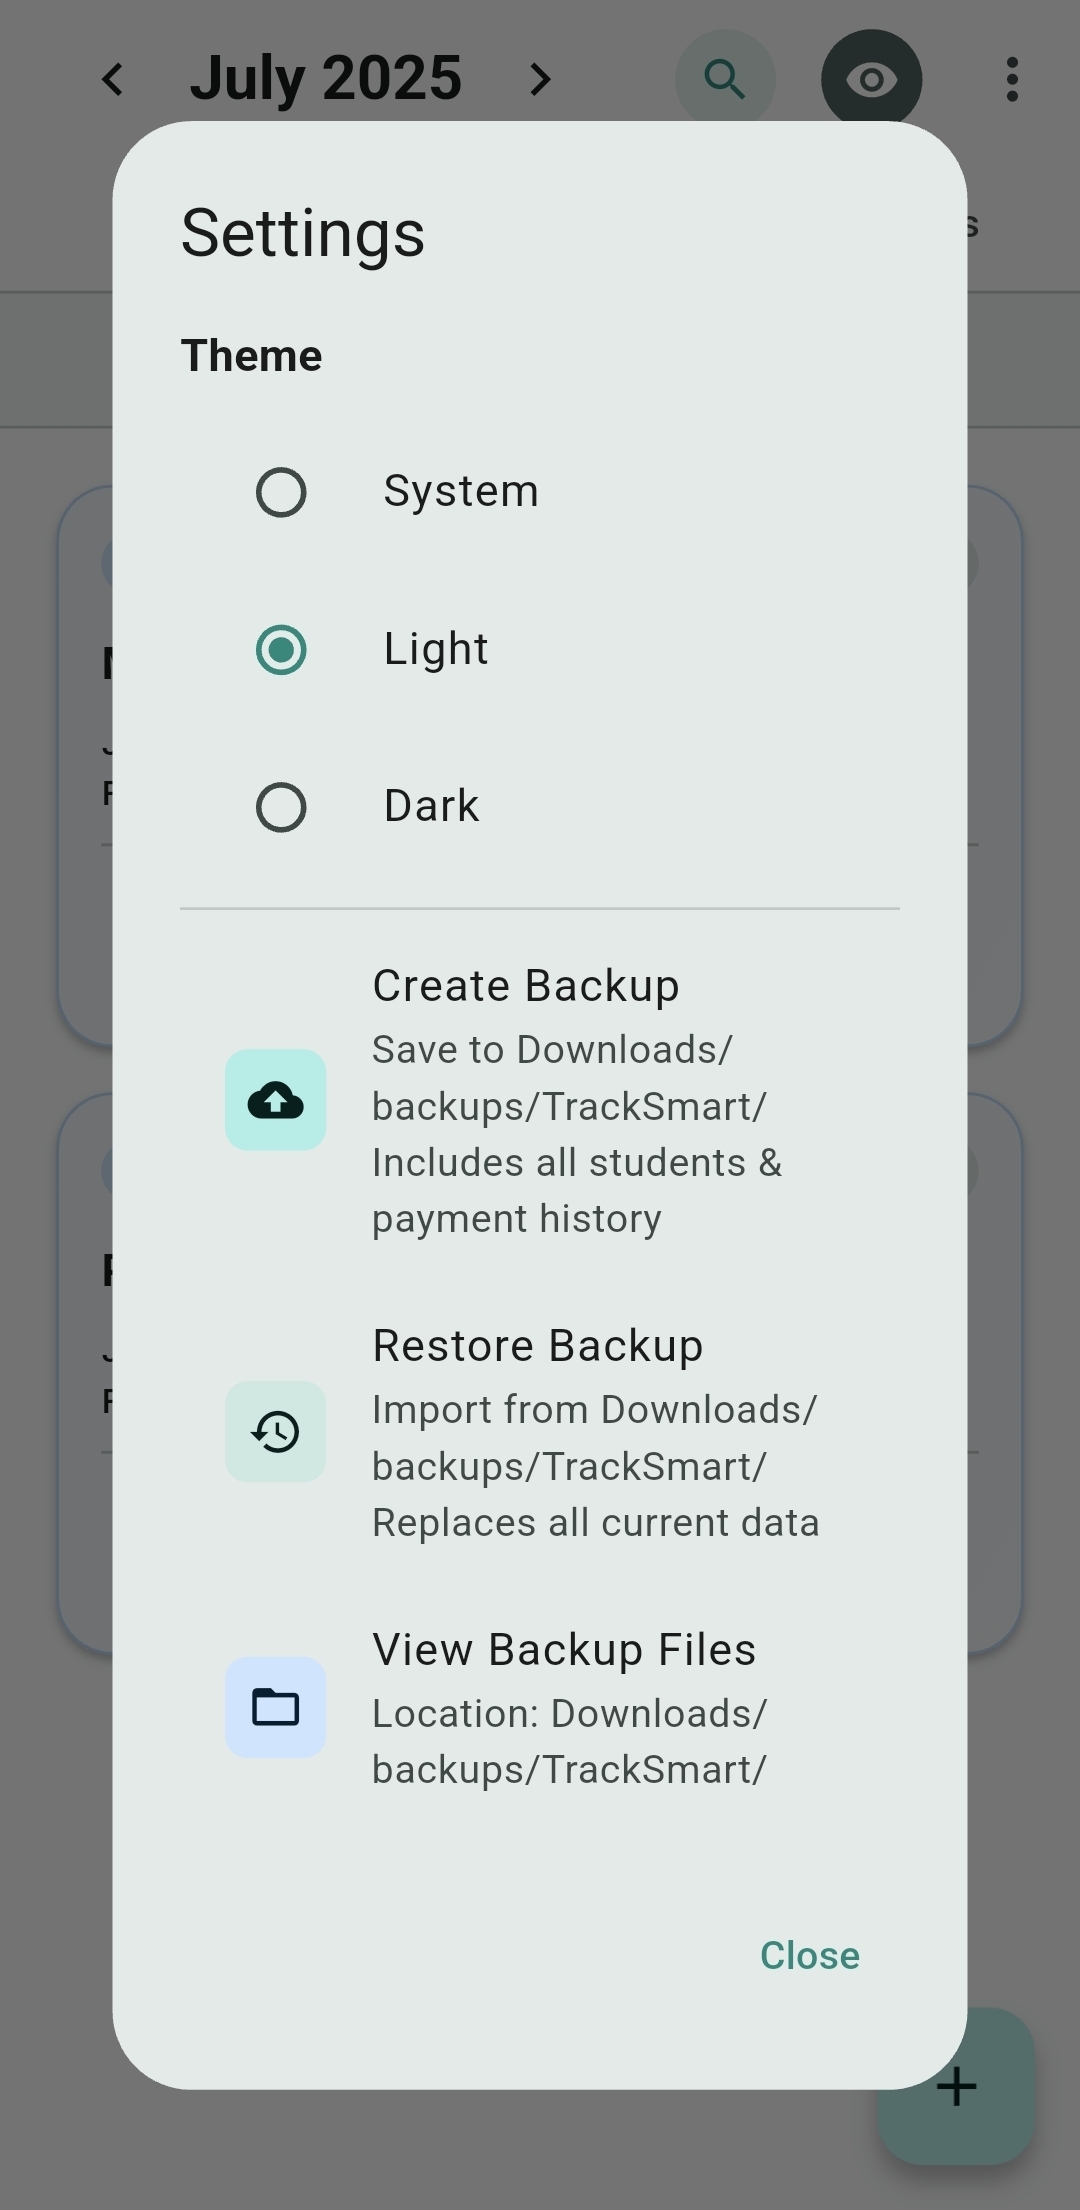 July 2025
Settings
Theme
System
Light
Dark
Create Backup
Save to Downloads/
backups/TrackSmart/
Includes all students &
payment history
Restore Backup
Import from Downloads/
backups/TrackSmart/
Replaces all current data
View Backup Files
Location: Downloads/
backups/TrackSmart/
Close